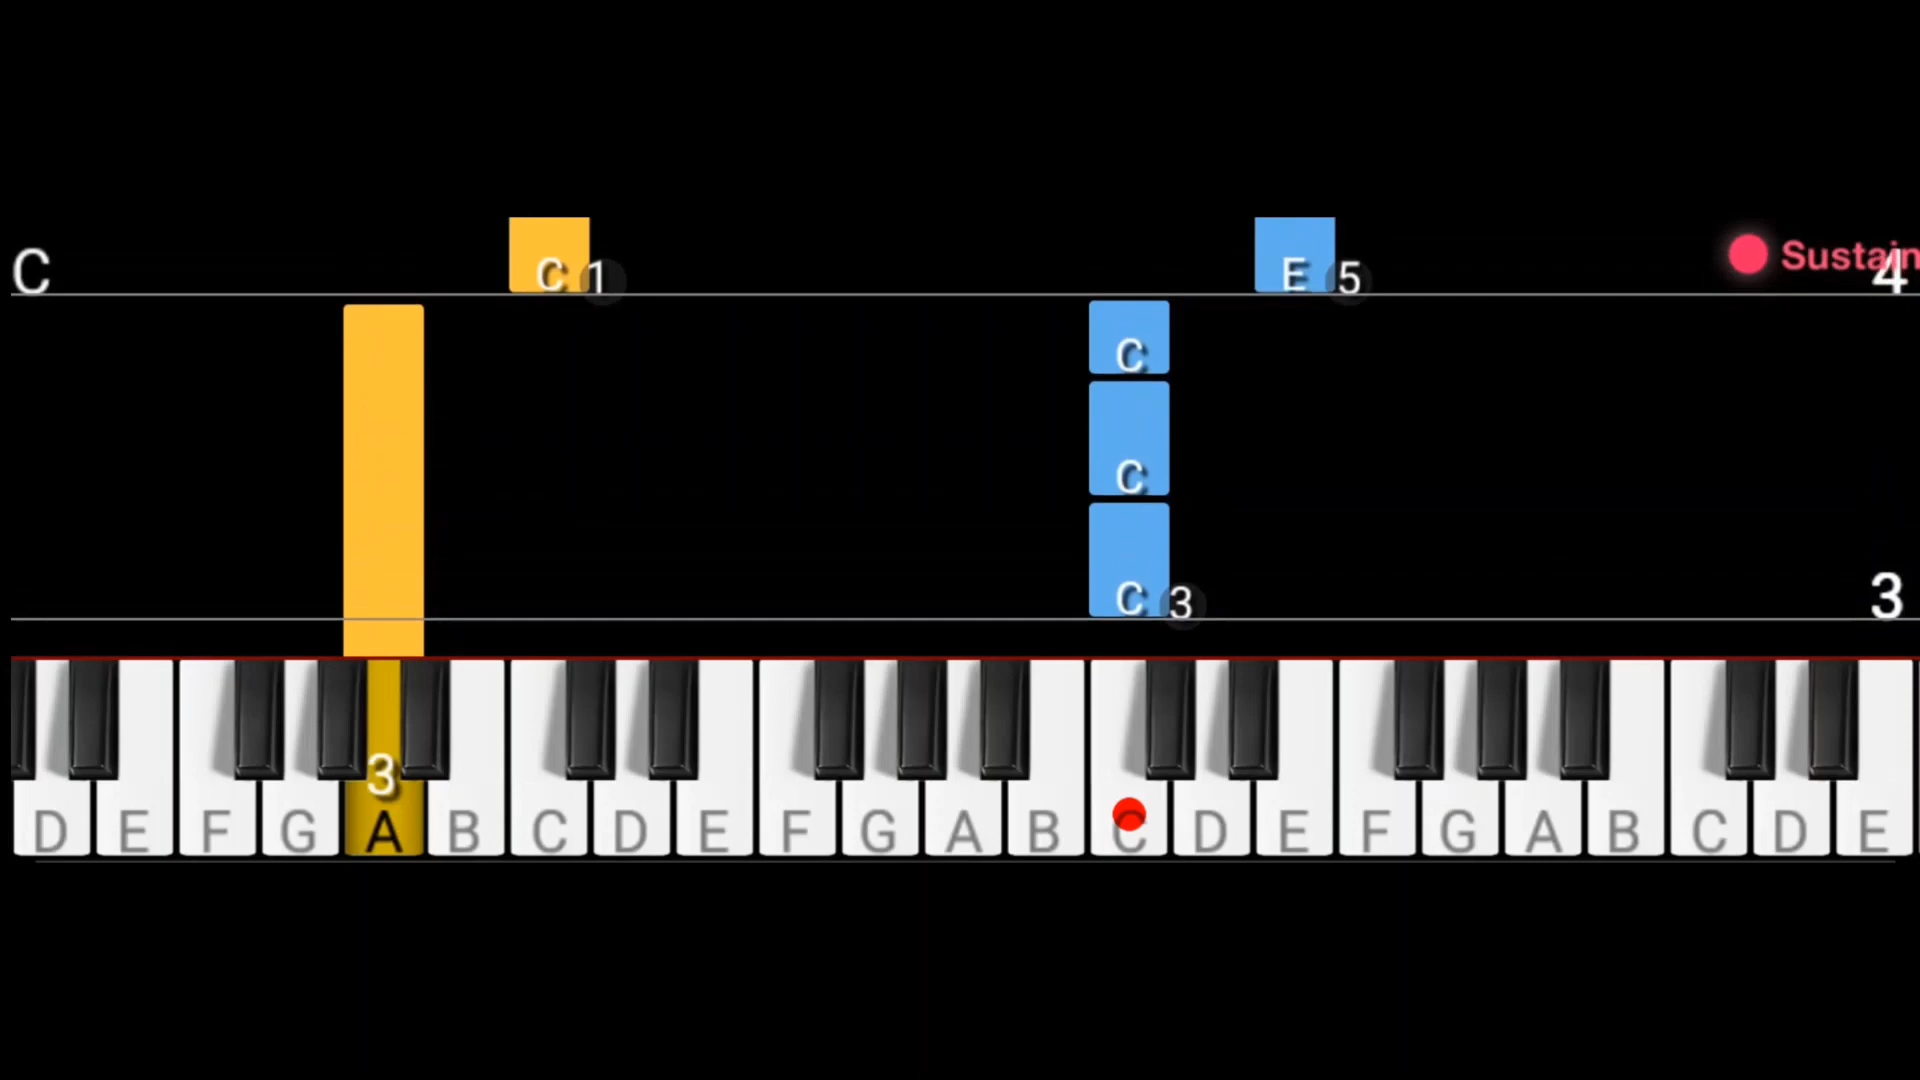 C C 1 E 5 Sustain 4
C
C
C 3 3
3
D E F G A B C D E F G A B C D E F G A B C D E